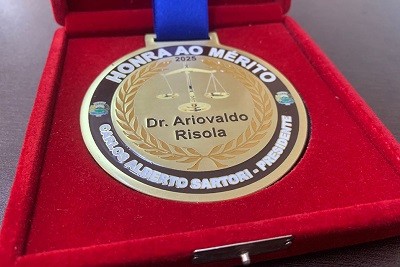 HONRA AO MÉRITO
2025
Dr. Ariovaldo
Risola
CARLOS ALBERTO SARTORI - PRESIDENTE